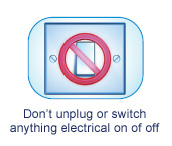 Don't unplug or switch
anything electrical on of off